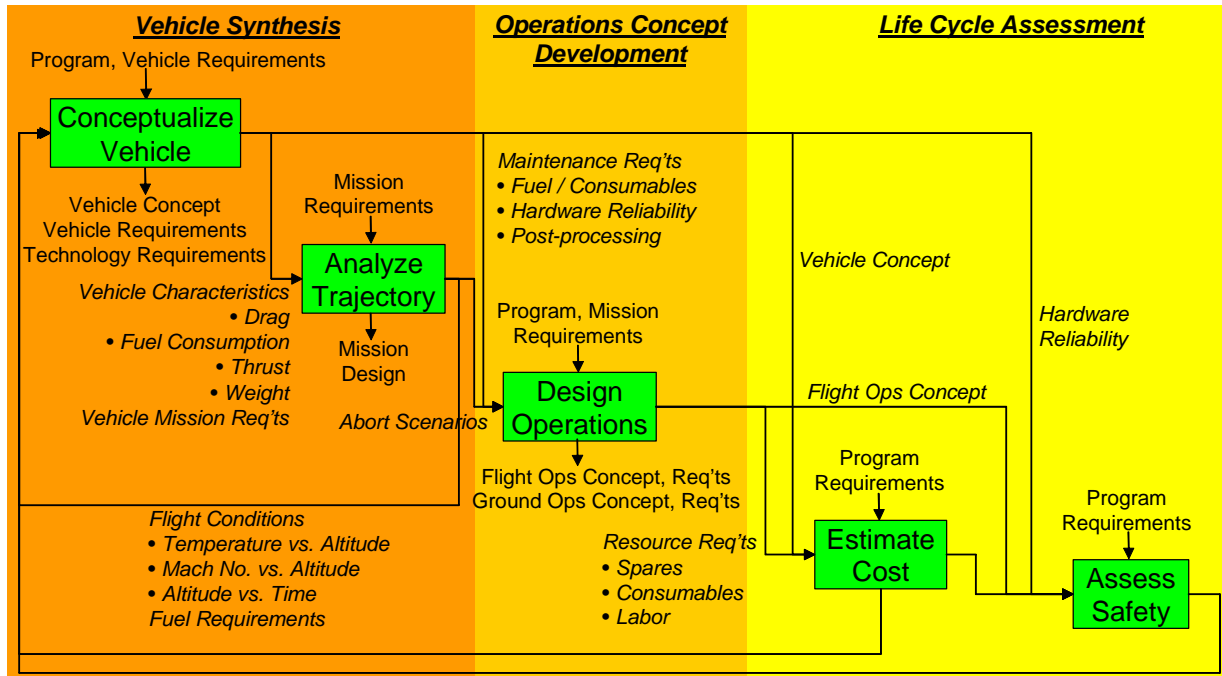 Vehicle Synthesis
Program, Vehicle Requirements
Conceptualize
Vehicle
Vehicle Concept
Vehicle Requirements
Technology Requirements
Mission
Requirements
Analyze
Trajectory
Mission
Design
Vehicle Characteristics
• Drag
• Fuel Consumption
• Thrust
• Weight
Vehicle Mission Req'ts
Abort Scenarios
Flight Conditions
• Temperature vs. Altitude
• Mach No. vs. Altitude
• Altitude vs. Time
Fuel Requirements
Operations Concept
Development
Maintenance Req'ts
• Fuel / Consumables
• Hardware Reliability
• Post-processing
Program, Mission
Requirements
Design
Operations
Flight Ops Concept, Req'ts
Ground Ops Concept, Req'ts
Resource Req'ts
• Spares
• Consumables
• Labor
Life Cycle Assessment
Vehicle Concept
Hardware
Reliability
Flight Ops Concept
Program
Requirements
Estimate
Cost
Program
Requirements
Assess
Safety